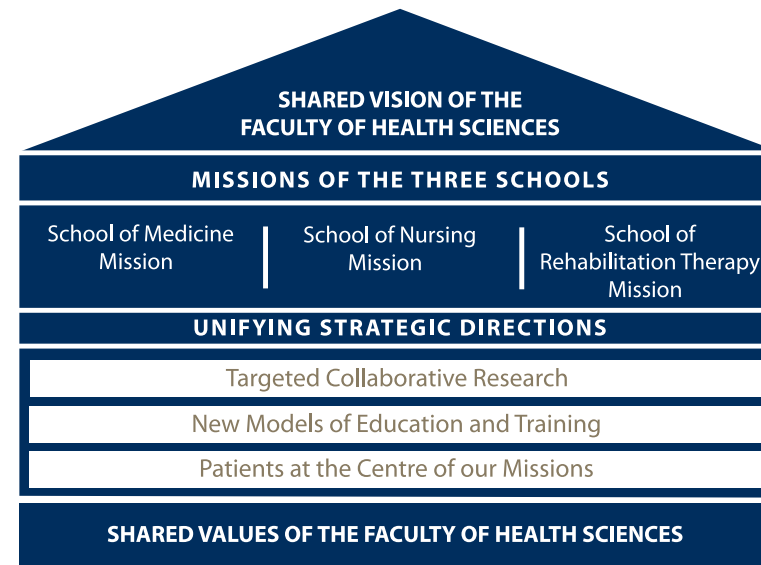 SHARED VISION OF THE
FACULTY OF HEALTH SCIENCES
MISSIONS OF THE THREE SCHOOLS
School of Medicine
Mission
School of Nursing
Mission
School of
Rehabilitation Therapy
Mission
UNIFYING STRATEGIC DIRECTIONS
Targeted Collaborative Research
New Models of Education and Training
Patients at the Centre of our Missions
SHARED VALUES OF THE FACULTY OF HEALTH SCIENCES